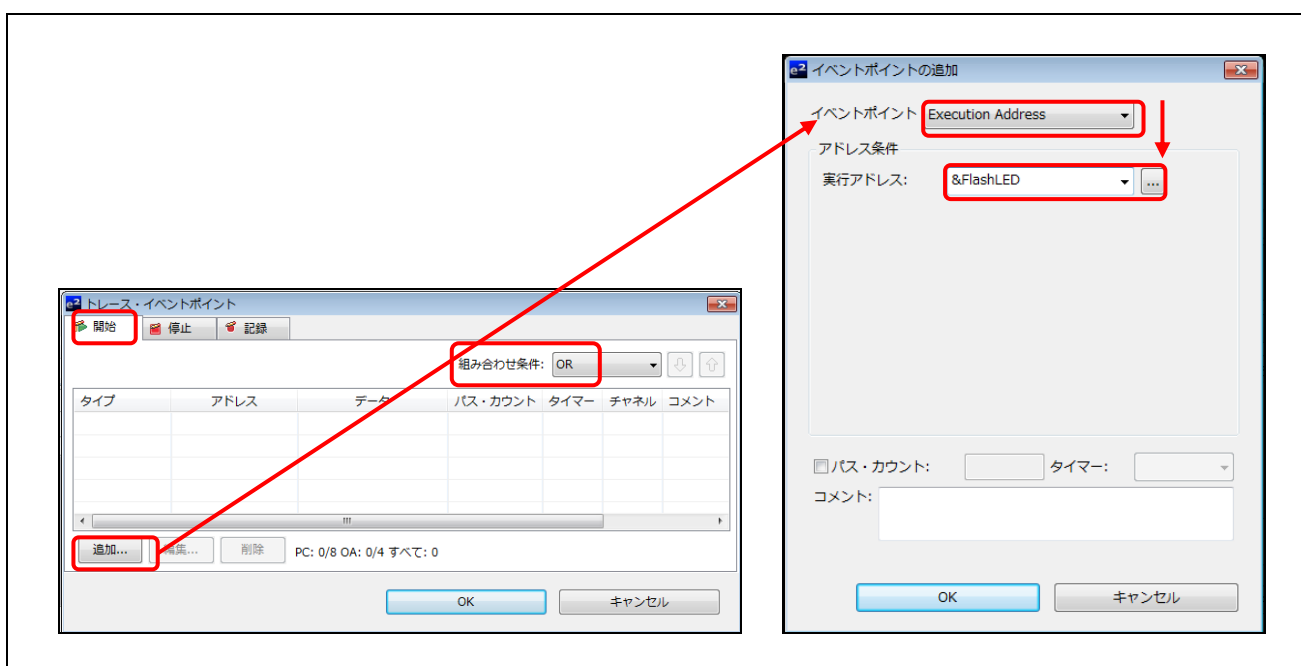 e² トレース・イベントポイント
開始 停止 記録
組み合わせ条件: OR
タイプ アドレス データ パス・カウント タイマー チャネル コメント
追加... 編集... 削除 PC: 0/8 OA: 0/4 すべて: 0
OK キャンセル
e² イベントポイントの追加
イベントポイント Execution Address
アドレス条件
実行アドレス: &FlashLED ...
パス・カウント: タイマー:
コメント:
OK キャンセル